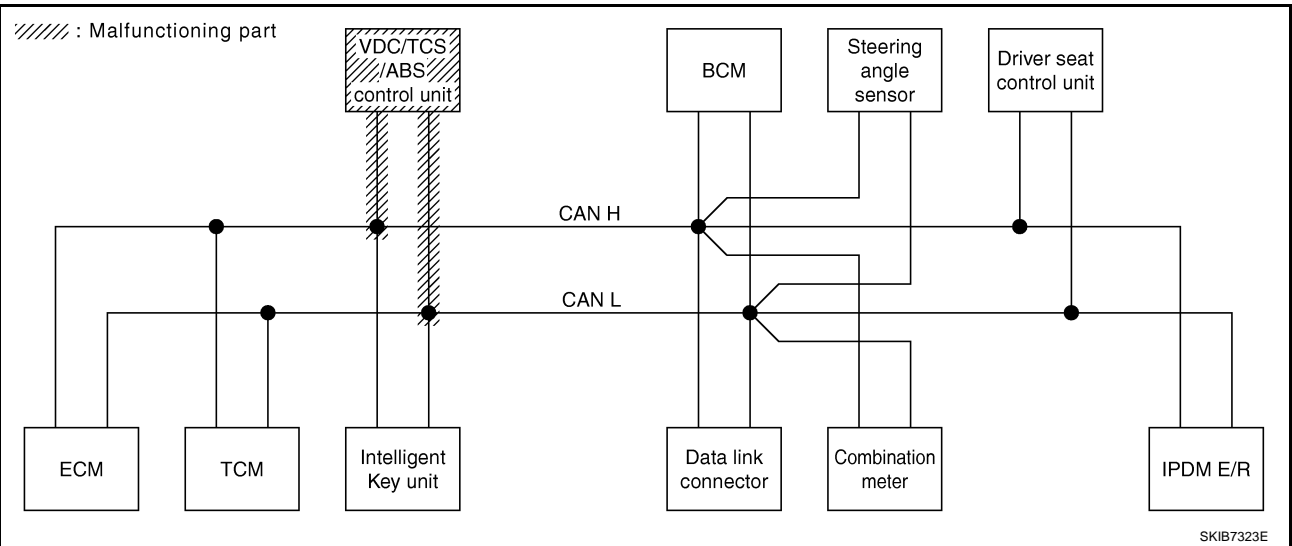 : Malfunctioning part
VDC/TCS
/ABS
control unit
BCM
Steering
angle
sensor
Driver seat
control unit
CAN H
CAN L
ECM
TCM
Intelligent
Key unit
Data link
connector
Combination
meter
IPDM E/R
SKIB7323E